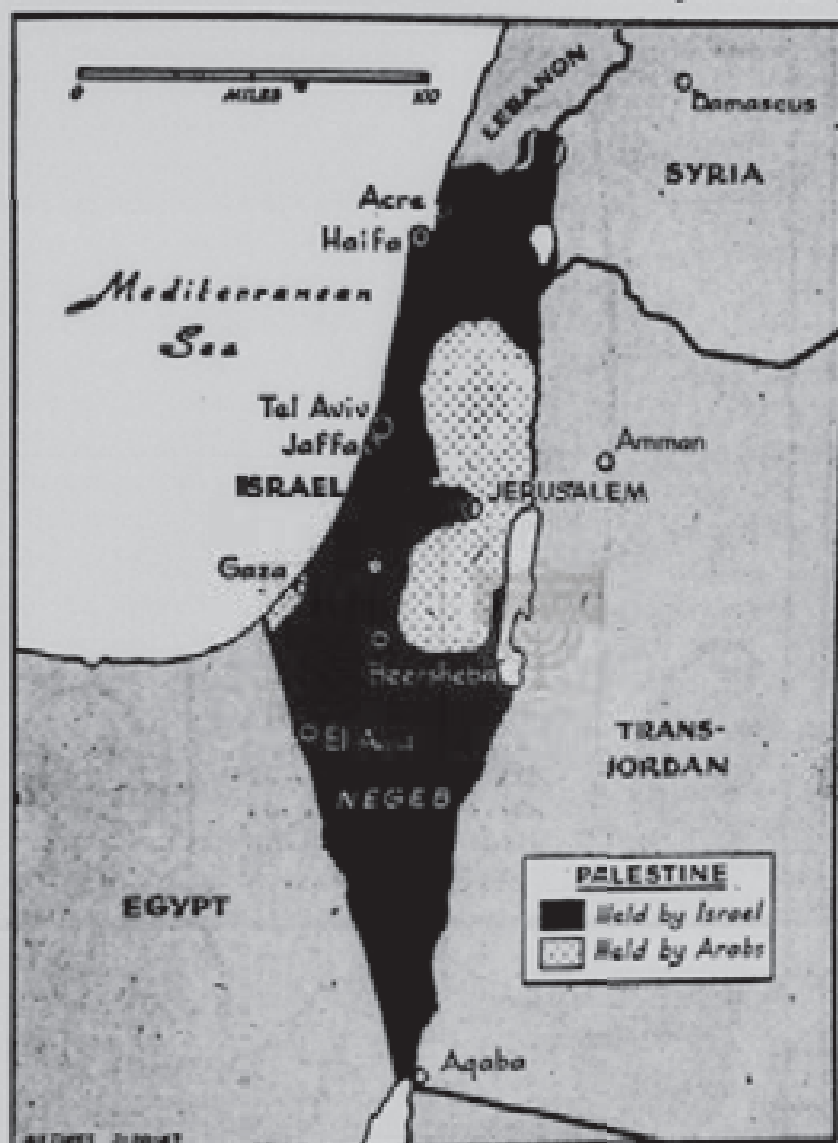 0 100
MILES
LEBANON
Damascus
SYRIA
Acre
Haifa
Mediterranean
Sea
Tel Aviv
Jaffa
Amman
ISRAEL
JERUSALEM
Gaza
Beersheba
El
NEGEB
TRANS-
JORDAN
EGYPT
PALESTINE
Held by Israel
Held by Arabs
Aqaba